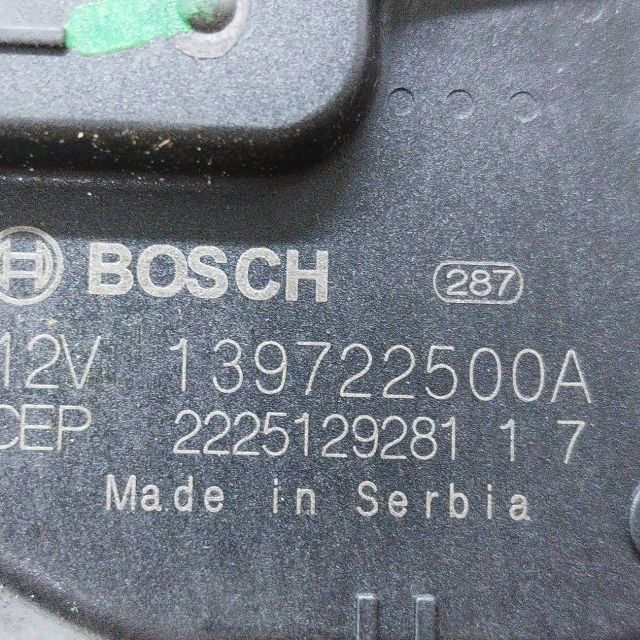 BOSCH 287
12V 139722500A
CEP 2225129281 1 7
Made in Serbia